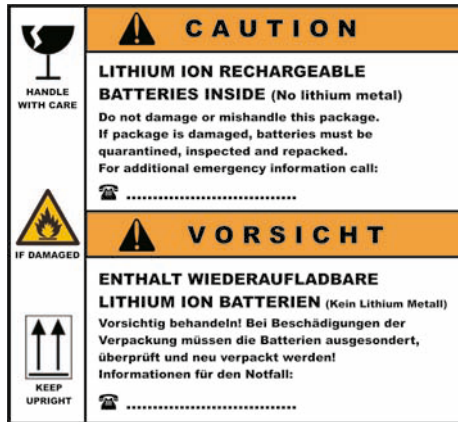 HANDLE
WITH CARE
IF DAMAGED
KEEP
UPRIGHT
CAUTION
LITHIUM ION RECHARGEABLE
BATTERIES INSIDE (No lithium metal)
Do not damage or mishandle this package.
If package is damaged, batteries must be
quarantined, inspected and repacked.
For additional emergency information call:
☎ ..................................
VORSICHT
ENTHALT WIEDERAUFLADBARE
LITHIUM ION BATTERIEN (Kein Lithium Metall)
Vorsichtig behandeln! Bei Beschädigungen der
Verpackung müssen die Batterien ausgesondert,
überprüft und neu verpackt werden!
Informationen für den Notfall:
☎ ..................................